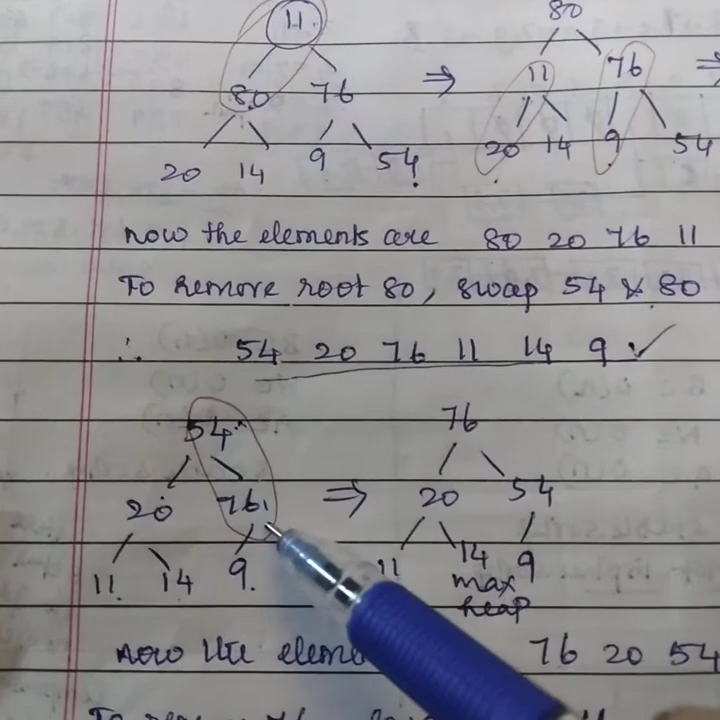 11 80
80 76 ⇒ 11 76 ⇒
20 14 9 54 20 14 9 54
now the elements are 80 20 76 11
To remove root 80, swap 54 & 80
∴ 54 20 76 11 14 9 ✓
54 76
20 76 ⇒ 20 54
11 14 9 11 14 9
max
heap
now the eleme 76 20 54